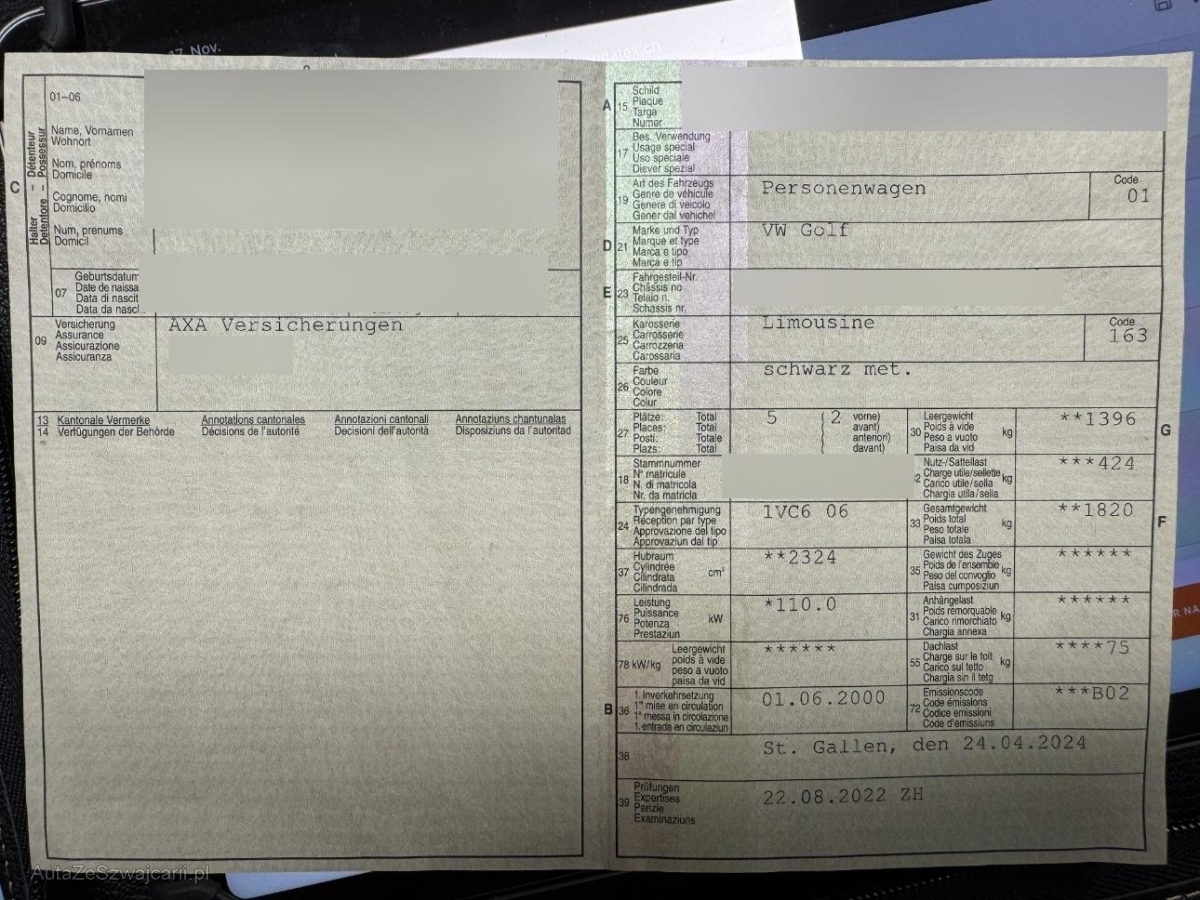 17. Nov.
01–06
Name, Vornamen
Wohnort
Nom, prénoms
Domicile
Cognome, nomi
Domicilio
Num, prenums
Domicil
C
Halter – Détenteur
Detentore – Possessur
07
Geburtsdatum
Date de naissa
Data di nascit
Data da nasci
09
Versicherung
Assurance
Assicurazione
Assicuranza
AXA Versicherungen
13 Kantonale Vermerke Annotations cantonales Annotazioni cantonali Annotaziuns chantunalas
14 Verfügungen der Behörde Décisions de l'autorité Decisioni dell'autorità Disposiziuns da l'autoritad
A 15
Schild
Plaque
Targa
Numer
17
Bes. Verwendung
Usage spécial
Uso speciale
Diever spezial
19
Art des Fahrzeugs
Genre de véhicule
Genere di veicolo
Gener dal vehichel
Personenwagen
Code
01
D 21
Marke und Typ
Marque et type
Marca e tipo
Marca e tip
VW Golf
E 23
Fahrgestell-Nr.
Châssis no
Telaio n.
Schassis nr.
25
Karosserie
Carrosserie
Carrozzeria
Carossaria
Limousine
Code
163
26
Farbe
Couleur
Colore
Colur
schwarz met.
27
Plätze: Total
Places: Total
Posti: Totale
Plazs: Total
5 (2
vorne)
avant)
anteriori)
davant)
30
Leergewicht
Poids à vide
Peso a vuoto
Paisa da vid
kg
**1396
G
18
Stammnummer
N° matricule
N. di matricola
Nr. da matricla
2
Nutz-/Sattellast
Charge utile/sellette
Carico utile/sella
Chargia utila/sella
kg
***424
24
Typengenehmigung
Réception par type
Approvazione del tipo
Approvaziun dal tip
1VC6 06
33
Gesamtgewicht
Poids total
Peso totale
Paisa totala
kg
**1820
F
37
Hubraum
Cylindrée
Cilindrata
Cilindrada
cm³
**2324
35
Gewicht des Zuges
Poids de l'ensemble
Peso del convoglio
Paisa cumposiziun
kg
******
76
Leistung
Puissance
Potenza
Prestaziun
kW
*110.0
31
Anhängelast
Poids remorquable
Carico rimorchiato
Chargia annexa
kg
******
78 kW/kg
Leergewicht
poids à vide
peso a vuoto
paisa da vid
******
55
Dachlast
Charge sur le toit
Carico sul tetto
Chargia sin il tetg
kg
****75
B 36
1. Inverkehrsetzung
1re mise en circulation
1a messa in circolazione
1. entrada en circulaziun
01.06.2000
72
Emissionscode
Code émissions
Codice emissioni
Code d'emissiuns
***B02
38
St. Gallen, den 24.04.2024
39
Prüfungen
Expertises
Perizie
Examinaziuns
22.08.2022 ZH
AutaZeSzwajcarii.pl